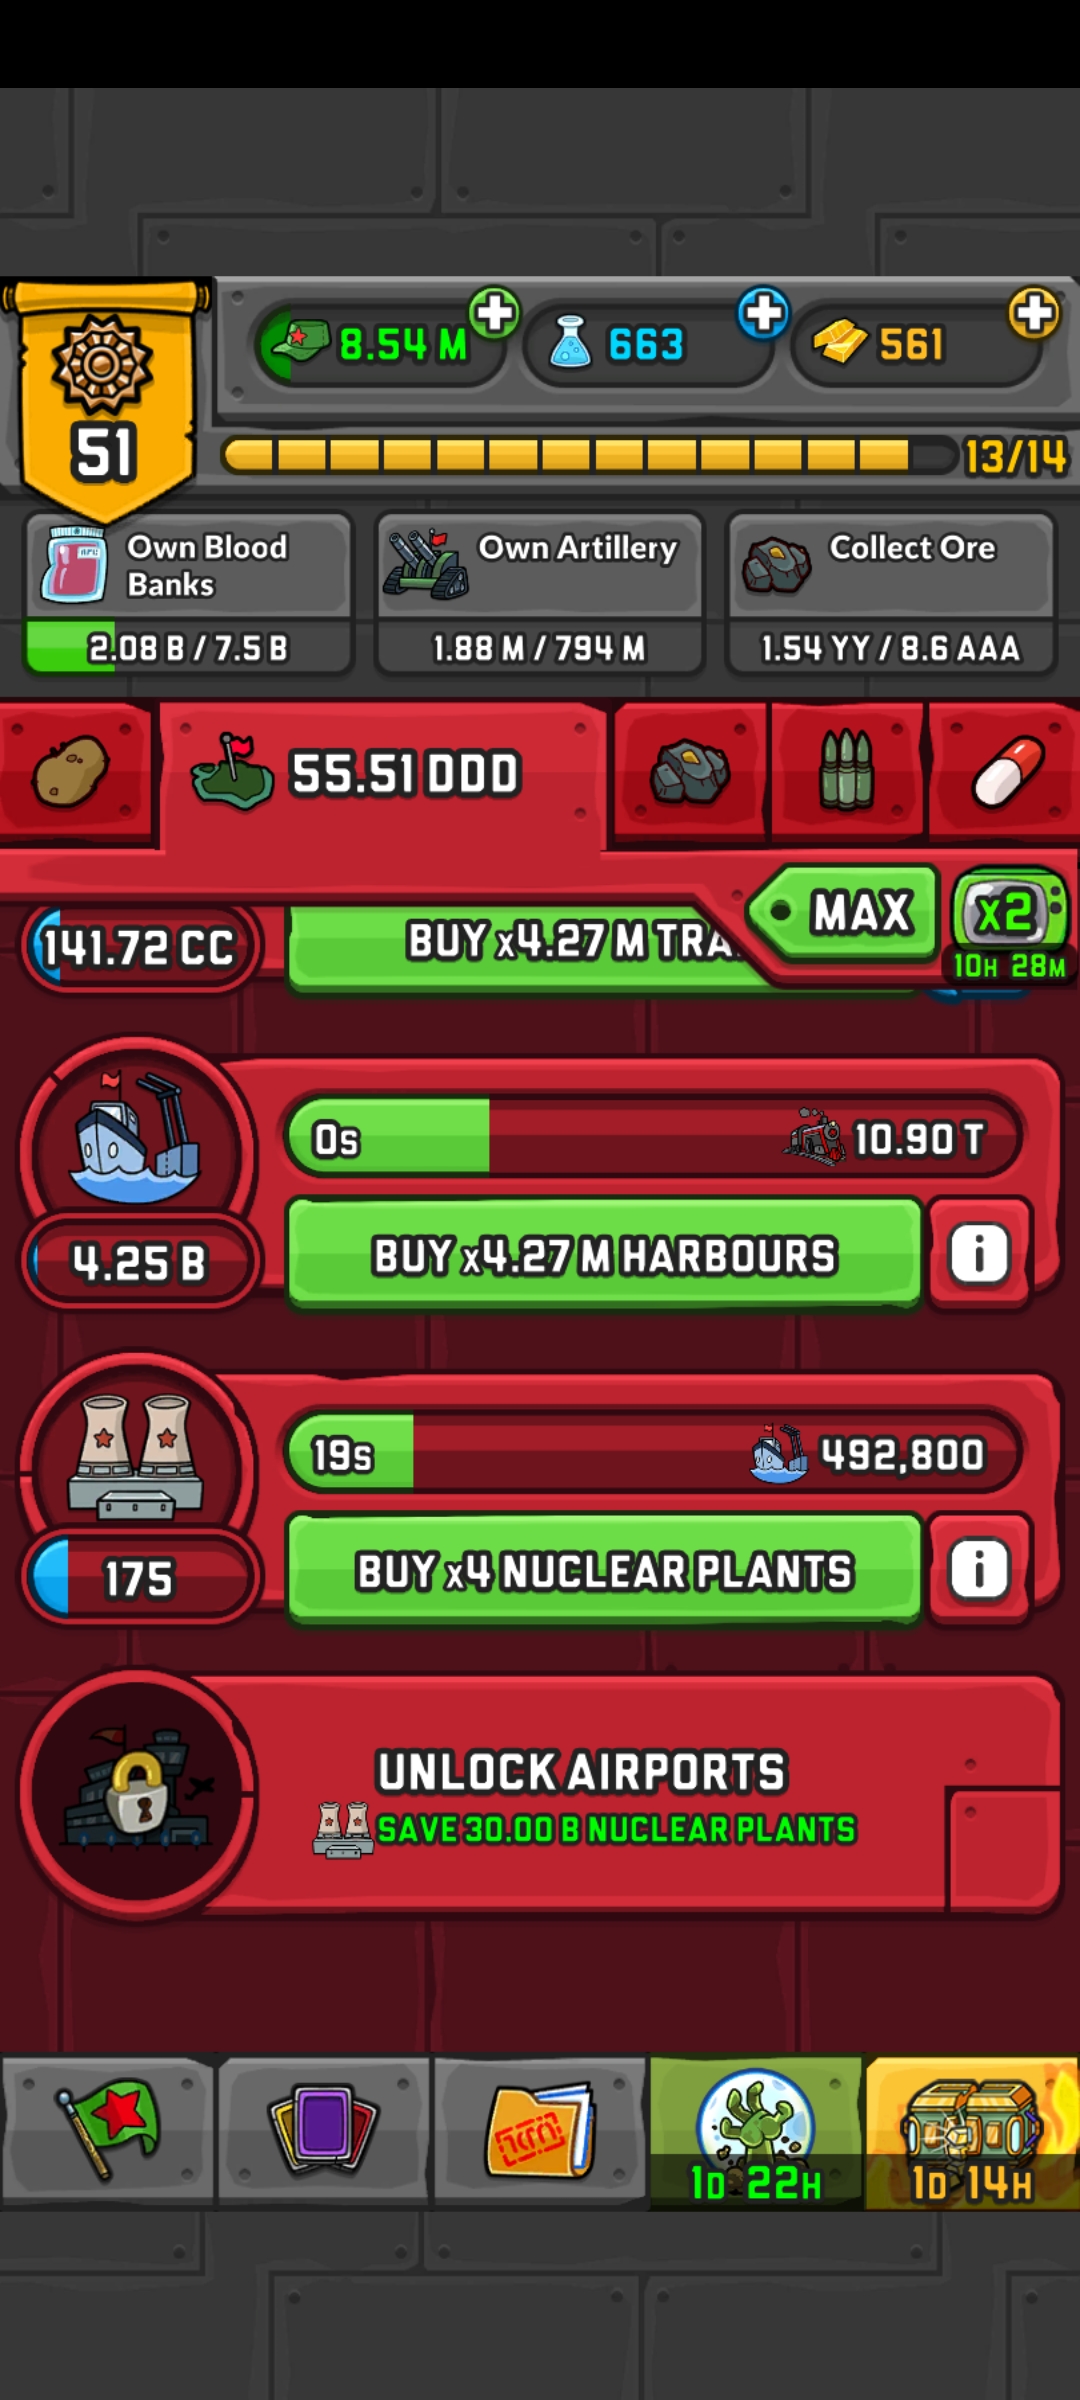 8.54 M
663
561
51
13/14
Own Blood
Banks
Own Artillery
Collect Ore
2.08 B / 7.5 B
1.88 M / 794 M
1.54 YY / 8.6 AAA
55.51 DDD
MAX
x2
10H 28M
141.72 CC
BUY x4.27 M TRA
0s
10.90 T
4.25 B
BUY x4.27 M HARBOURS
i
19s
492,800
175
BUY x4 NUCLEAR PLANTS
i
UNLOCK AIRPORTS
SAVE 30.00 B NUCLEAR PLANTS
1D 22H
1D 14H